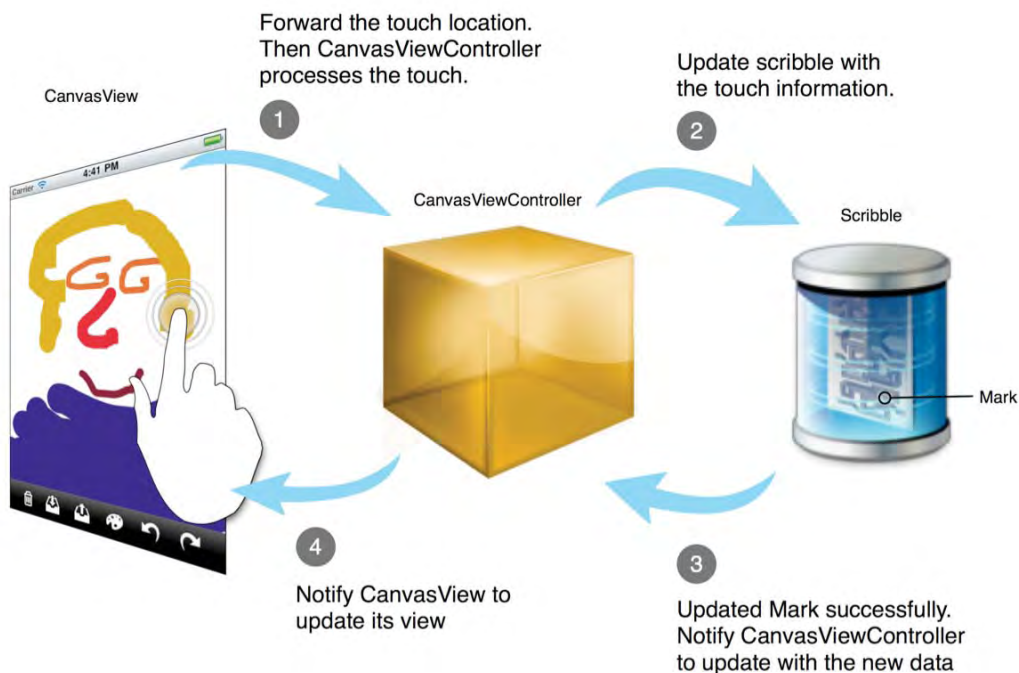 Forward the touch location.
Then CanvasViewController
processes the touch.
CanvasView
1
Update scribble with
the touch information.
2
Carrier
4:41 PM
CanvasViewController
Scribble
Mark
4
Notify CanvasView to
update its view
3
Updated Mark successfully.
Notify CanvasViewController
to update with the new data